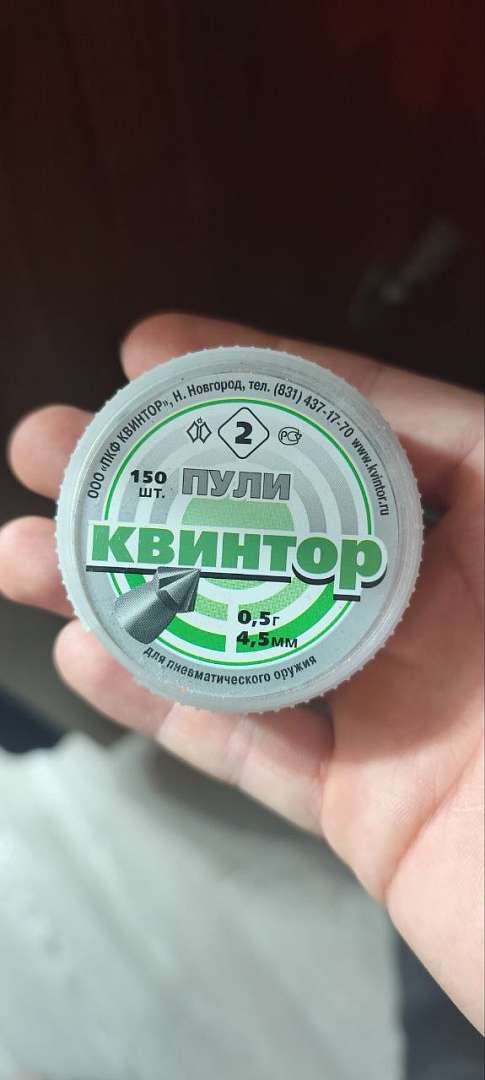 ООО «ПКФ КВИНТОР», Н. Новгород, тел. (831) 437-17-70 www.kvintor.ru
2
РСТ
150
ШТ.
ПУЛИ
КВИНТОР
0,5г
4,5мм
для пневматического оружия